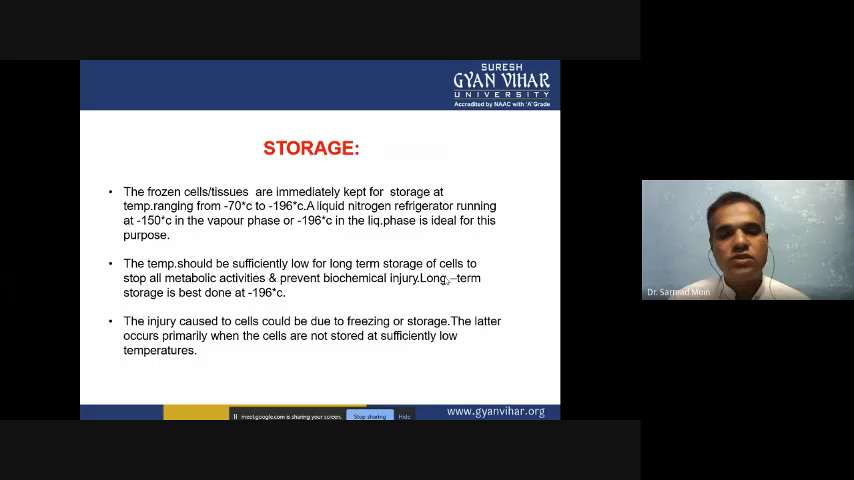 SURESH
GYAN VIHAR
UNIVERSITY
Accredited by NAAC with 'A' Grade
STORAGE:
• The frozen cells/tissues are immediately kept for storage at
temp.ranging from -70*c to -196*c.A liquid nitrogen refrigerator running
at -150*c in the vapour phase or -196*c in the liq.phase is ideal for this
purpose.
• The temp.should be sufficiently low for long term storage of cells to
stop all metabolic activities & prevent biochemical injury.Long–term
storage is best done at -196*c.
• The injury caused to cells could be due to freezing or storage.The latter
occurs primarily when the cells are not stored at sufficiently low
temperatures.
meet.google.com is sharing your screen.
Stop sharing
Hide
www.gyanvihar.org
Dr. Sarmad Moin